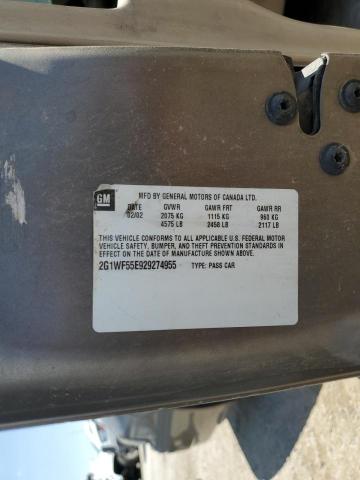 GM
MFD BY GENERAL MOTORS OF CANADA LTD.
02/02 GVWR GAWR FRT GAWR RR
2075 KG 1115 KG 960 KG
4575 LB 2458 LB 2117 LB
THIS VEHICLE CONFORMS TO ALL APPLICABLE U.S. FEDERAL MOTOR
VEHICLE SAFETY, BUMPER, AND THEFT PREVENTION STANDARDS IN
EFFECT ON THE DATE OF MANUFACTURE SHOWN ABOVE.
2G1WF55E929274955 TYPE: PASS CAR